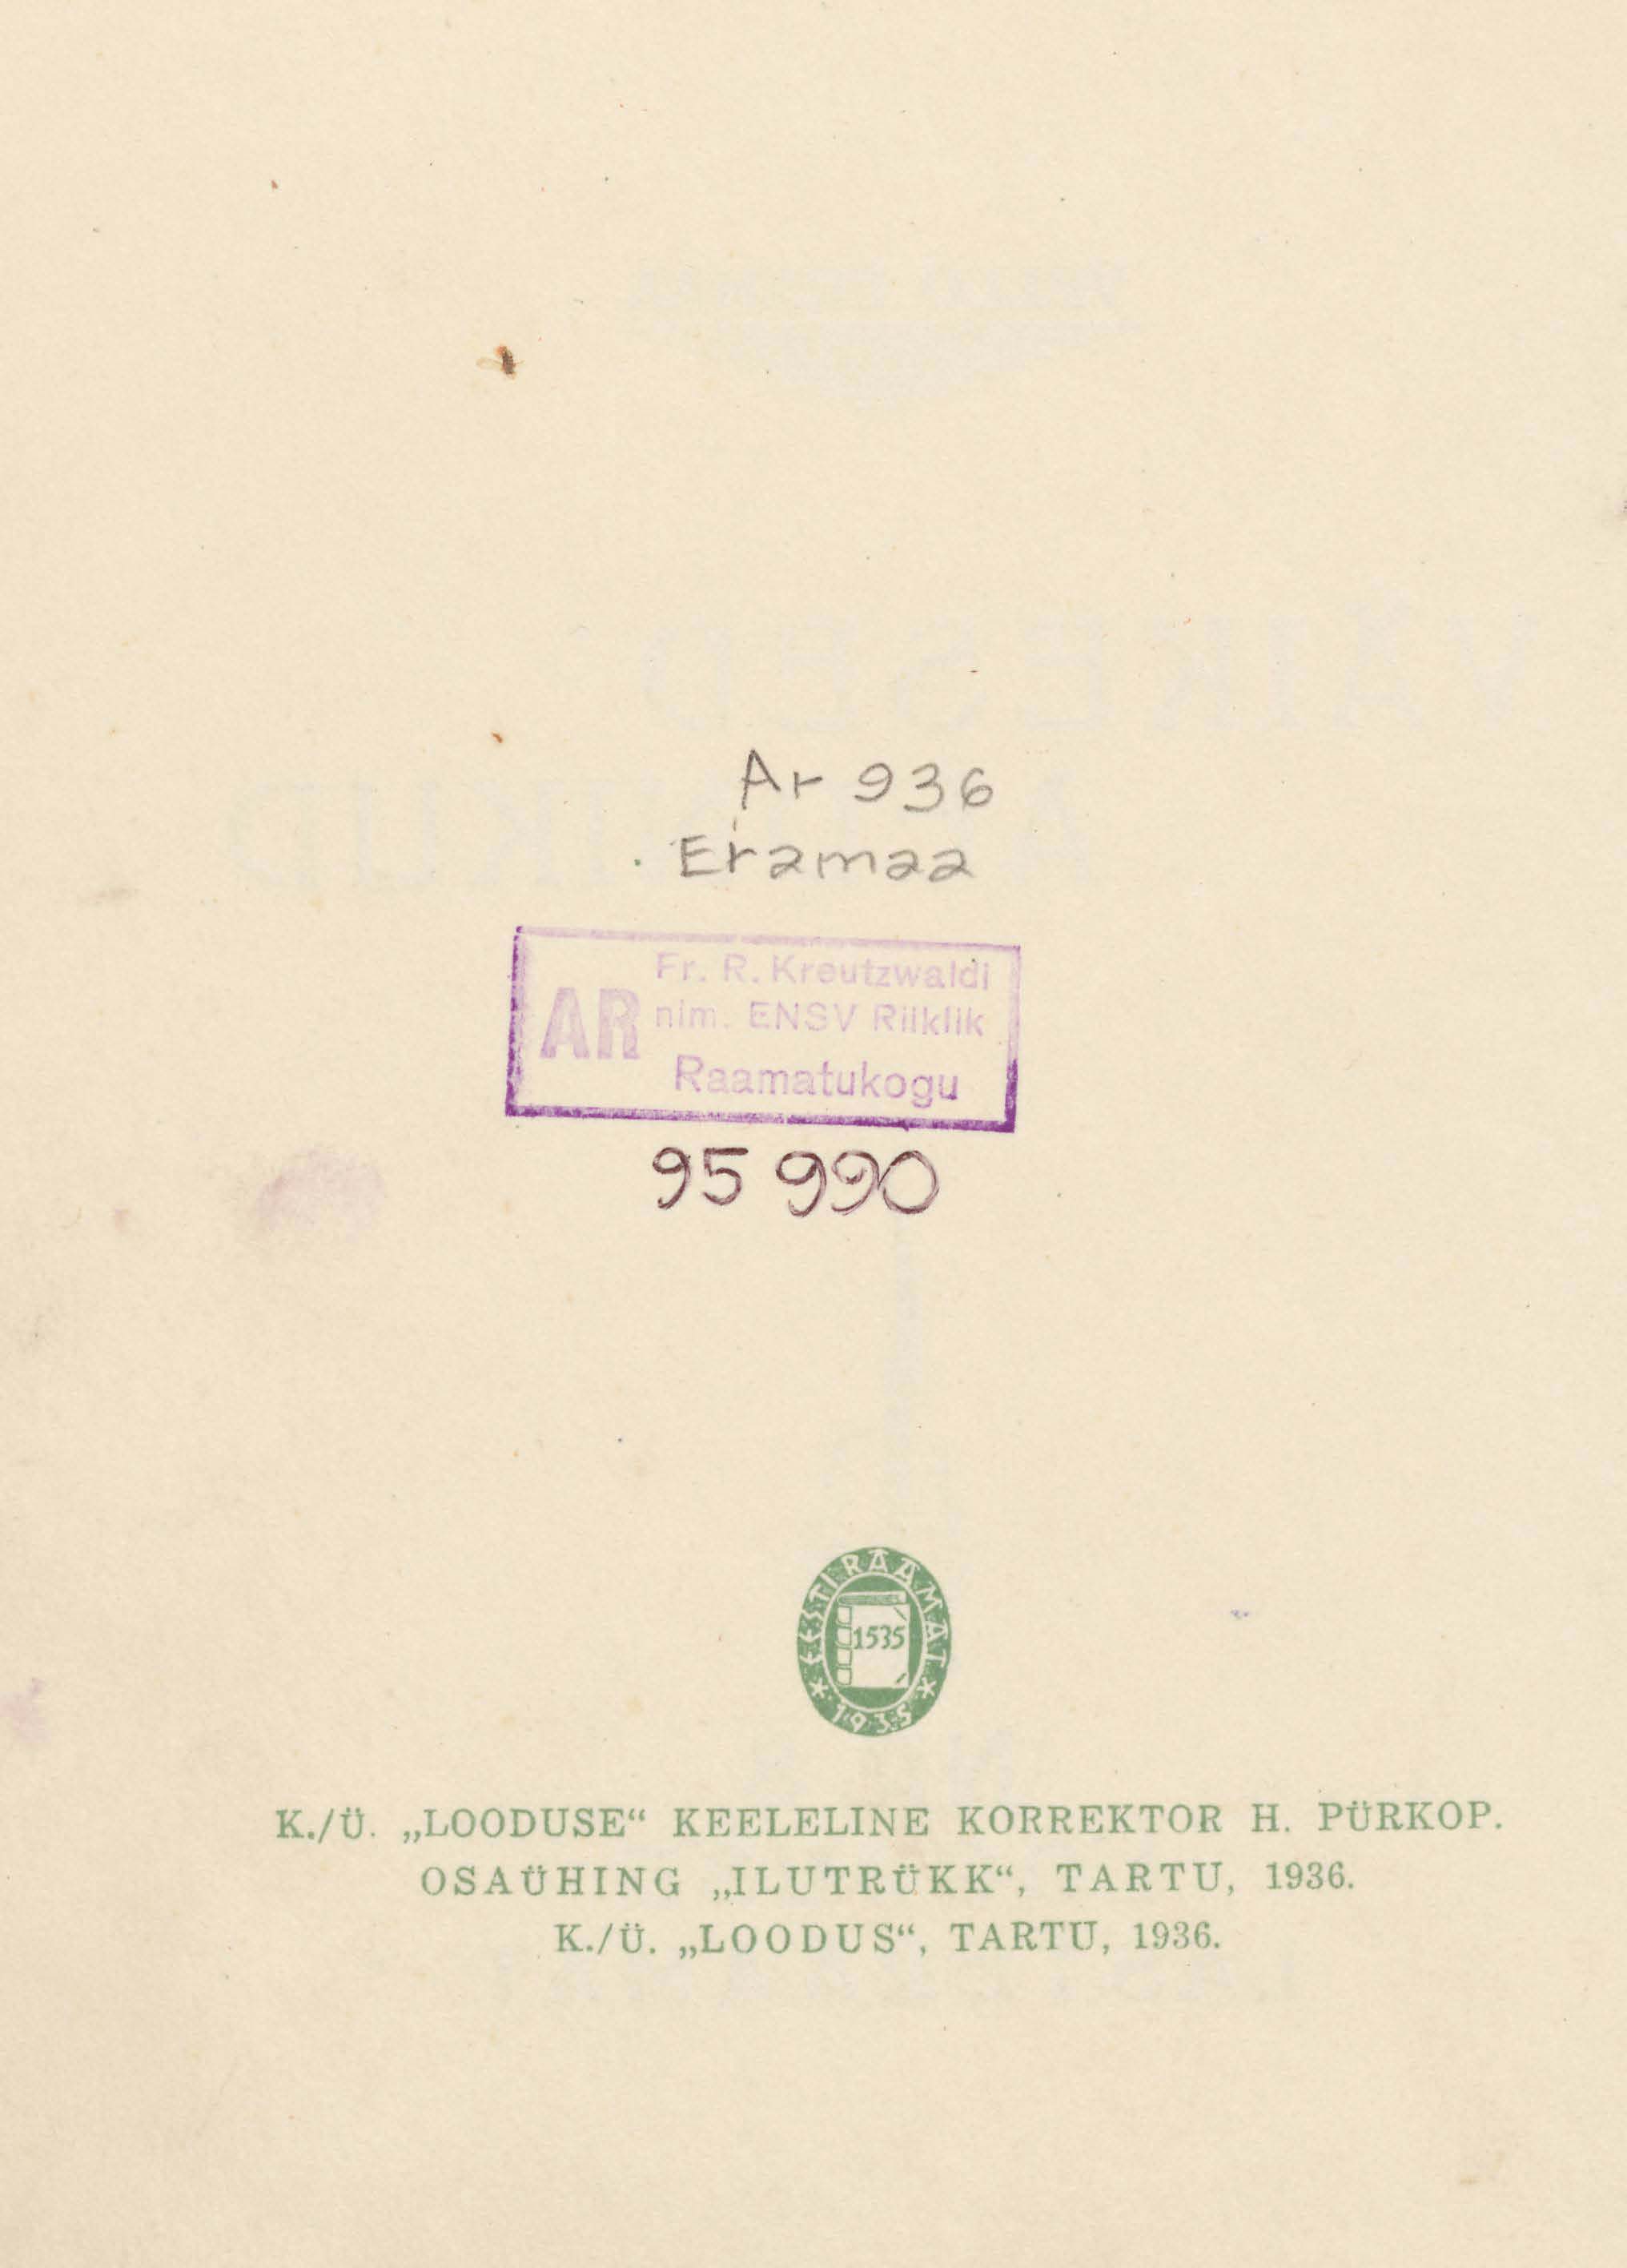 Ar 936
Eramaa
Fr. R. Kreutzwaldi
AR nim. ENSV Riiklik
Raamatukogu
95 990
EESTI RAAMAT
1535
* 1935 *
K./Ü. „LOODUSE“ KEELELINE KORREKTOR H. PÜRKOP.
OSAÜHING „ILUTRÜKK“, TARTU, 1936.
K./Ü. „LOODUS“, TARTU, 1936.